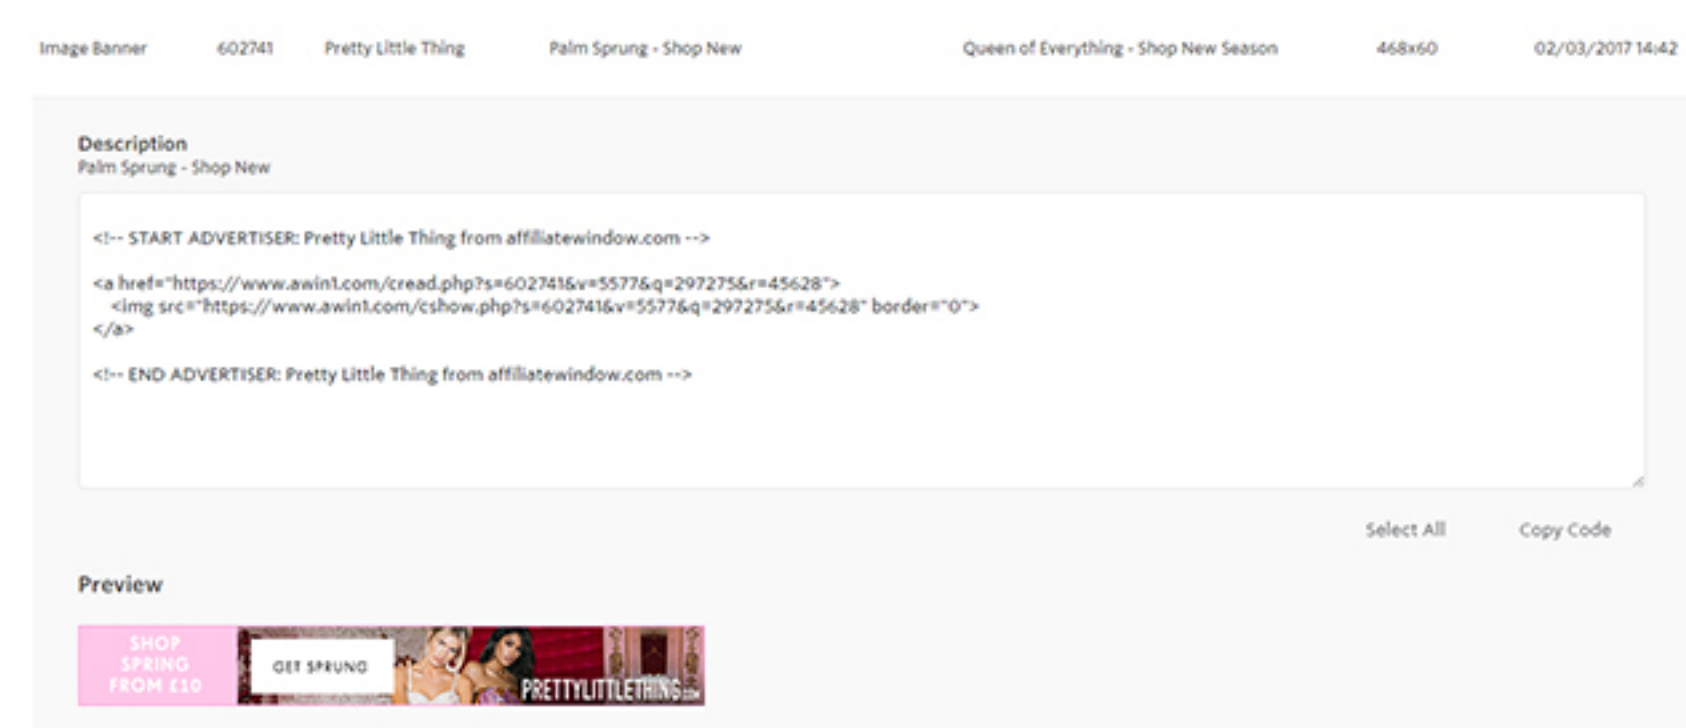 Image Banner 602741 Pretty Little Thing Palm Sprung - Shop New Queen of Everything - Shop New Season 468x60 02/03/2017 14:42
Description
Palm Sprung - Shop New
<!-- START ADVERTISER: Pretty Little Thing from affiliatewindow.com -->
<a href="https://www.awin1.com/cread.php?s=602741&v=5577&q=297275&r=45628">
<img src="https://www.awin1.com/cshow.php?s=602741&v=5577&q=297275&r=45628" border="0">
</a>
<!-- END ADVERTISER: Pretty Little Thing from affiliatewindow.com -->
Select All Copy Code
Preview
SHOP
SPRING
FROM £10
GET SPRUNG
PRETTYLITTLETHING.com